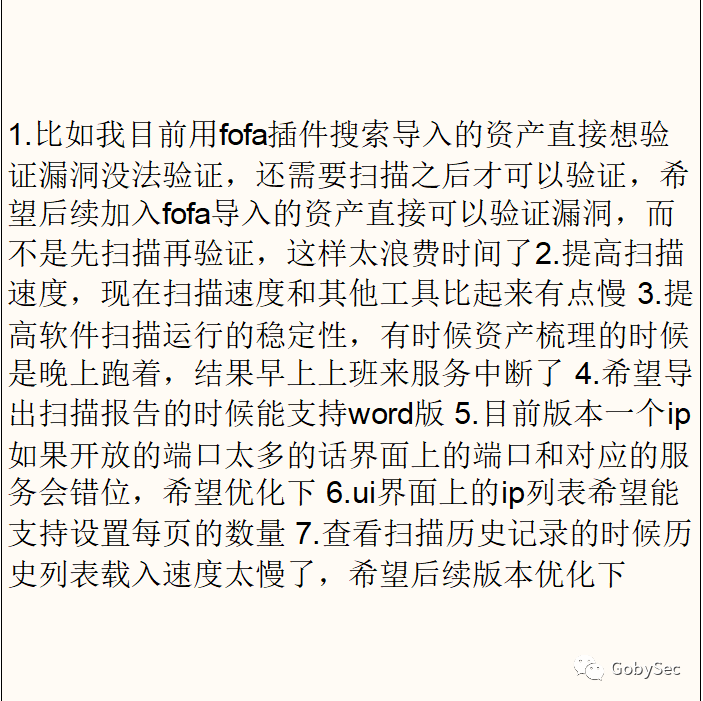 1.比如我目前用fofa插件搜索导入的资产直接想验
证漏洞没法验证，还需要扫描之后才可以验证，希
望后续加入fofa导入的资产直接可以验证漏洞，而
不是先扫描再验证，这样太浪费时间了2.提高扫描
速度，现在扫描速度和其他工具比起来有点慢 3.提
高软件扫描运行的稳定性，有时候资产梳理的时候
是晚上跑着，结果早上上班来服务中断了 4.希望导
出扫描报告的时候能支持word版 5.目前版本一个ip
如果开放的端口太多的话界面上的端口和对应的服
务会错位，希望优化下 6.ui界面上的ip列表希望能
支持设置每页的数量 7.查看扫描历史记录的时候历
史列表载入速度太慢了，希望后续版本优化下
GobySec